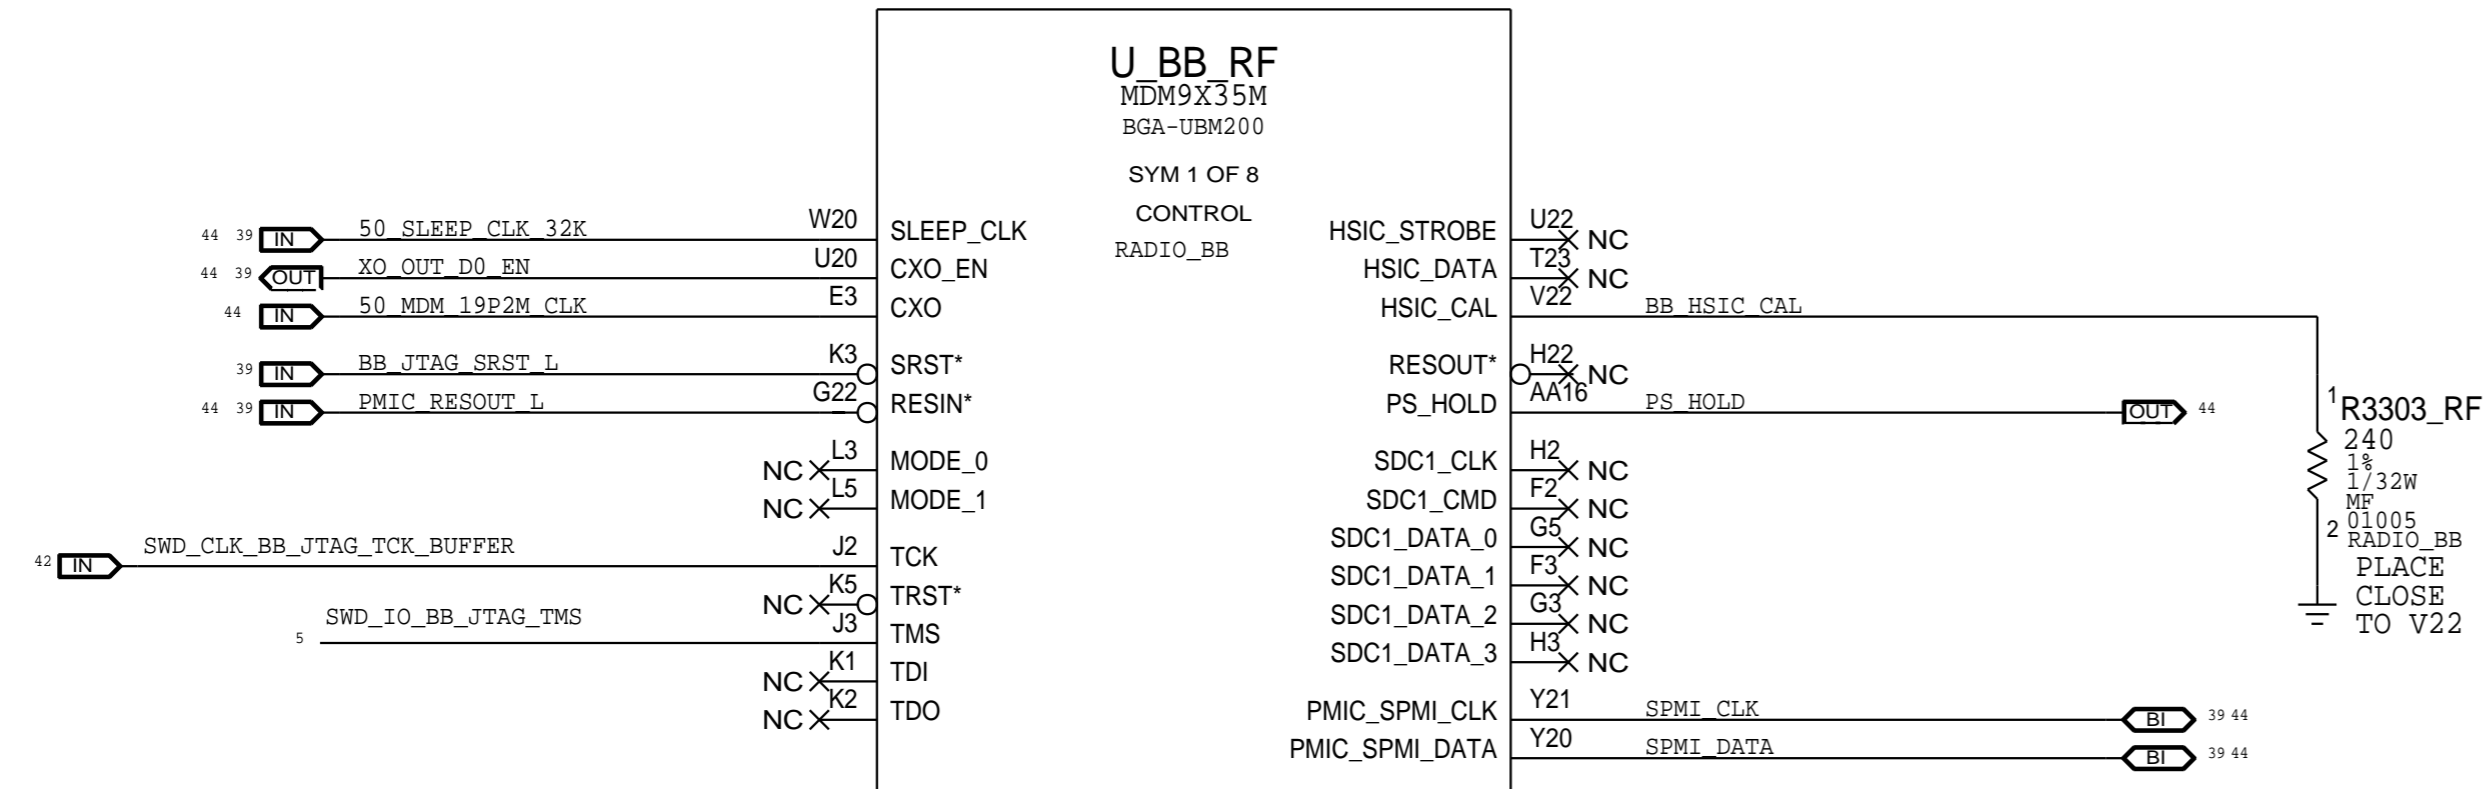 U_BB_RF
MDM9X35M
BGA-UBM200
SYM 1 OF 8
CONTROL
RADIO_BB
44 39 IN 50_SLEEP_CLK_32K W20 SLEEP_CLK
44 39 OUT XO_OUT_D0_EN U20 CXO_EN
44 IN 50_MDM_19P2M_CLK E3 CXO
39 IN BB_JTAG_SRST_L K3 SRST*
44 39 IN PMIC_RESOUT_L G22 RESIN*
NC L3 MODE_0
NC L5 MODE_1
42 IN SWD_CLK_BB_JTAG_TCK_BUFFER J2 TCK
NC K5 TRST*
5 SWD_IO_BB_JTAG_TMS J3 TMS
NC K1 TDI
NC K2 TDO
HSIC_STROBE U22 NC
HSIC_DATA T23 NC
HSIC_CAL V22 BB_HSIC_CAL
RESOUT* H22 NC
PS_HOLD AA16 PS_HOLD OUT 44
SDC1_CLK H2 NC
SDC1_CMD F2 NC
SDC1_DATA_0 G5 NC
SDC1_DATA_1 F3 NC
SDC1_DATA_2 G3 NC
SDC1_DATA_3 H3 NC
PMIC_SPMI_CLK Y21 SPMI_CLK BI 39 44
PMIC_SPMI_DATA Y20 SPMI_DATA BI 39 44
1 R3303_RF
240
1%
1/32W
MF
01005
2 RADIO_BB
PLACE
CLOSE
TO V22